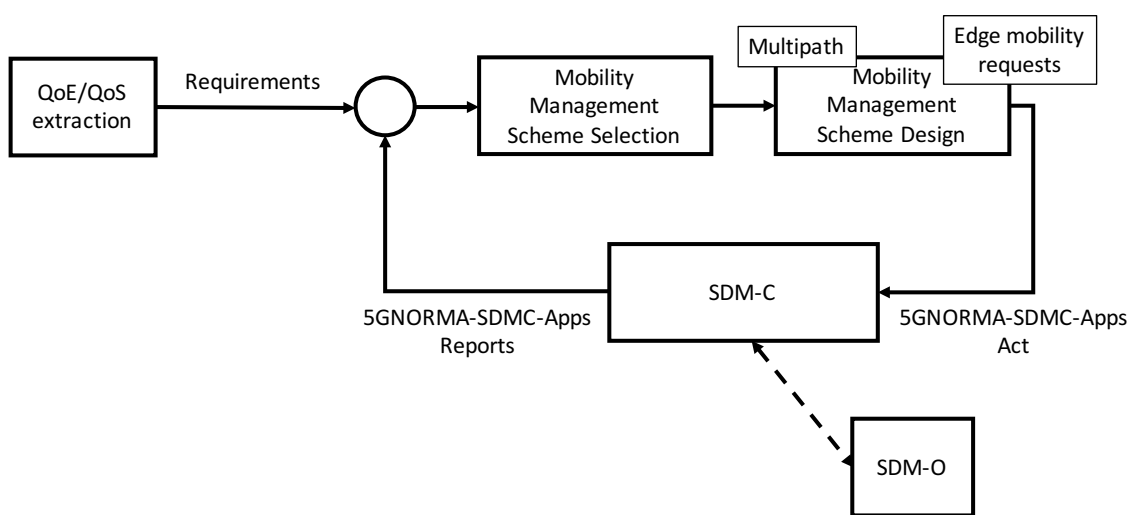 QoE/QoS
extraction
Requirements
Mobility
Management
Scheme Selection
Multipath
Edge mobility
requests
Mobility
Management
Scheme Design
SDM-C
5GNORMA-SDMC-Apps
Reports
5GNORMA-SDMC-Apps
Act
SDM-O